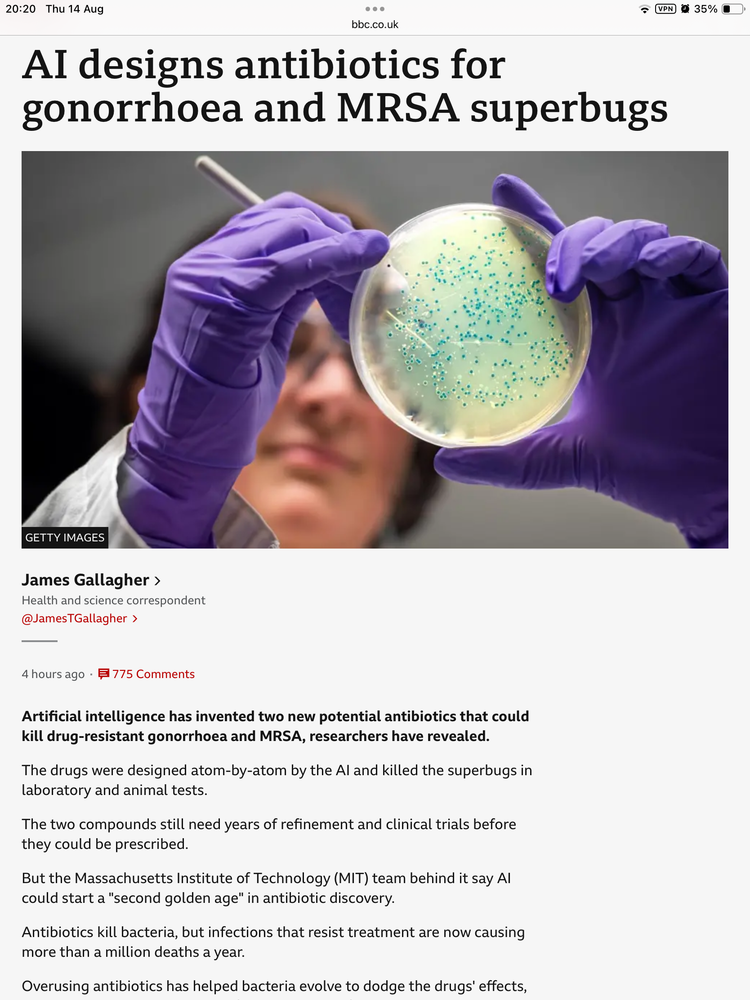 20:20 Thu 14 Aug
VPN 35%
bbc.co.uk
AI designs antibiotics for
gonorrhoea and MRSA superbugs
GETTY IMAGES
James Gallagher
Health and science correspondent
@JamesTGallagher
4 hours ago · 775 Comments
Artificial intelligence has invented two new potential antibiotics that could
kill drug-resistant gonorrhoea and MRSA, researchers have revealed.
The drugs were designed atom-by-atom by the AI and killed the superbugs in
laboratory and animal tests.
The two compounds still need years of refinement and clinical trials before
they could be prescribed.
But the Massachusetts Institute of Technology (MIT) team behind it say AI
could start a "second golden age" in antibiotic discovery.
Antibiotics kill bacteria, but infections that resist treatment are now causing
more than a million deaths a year.
Overusing antibiotics has helped bacteria evolve to dodge the drugs' effects,